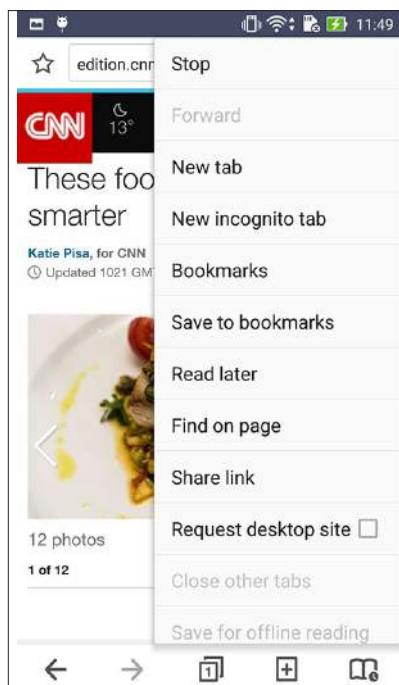 11:49
edition.cnn
CNN
13°
These foo
smarter
Katie Pisa, for CNN
Updated 1021 GM
12 photos
1 of 12
Stop
Forward
New tab
New incognito tab
Bookmarks
Save to bookmarks
Read later
Find on page
Share link
Request desktop site
Close other tabs
Save for offline reading
1